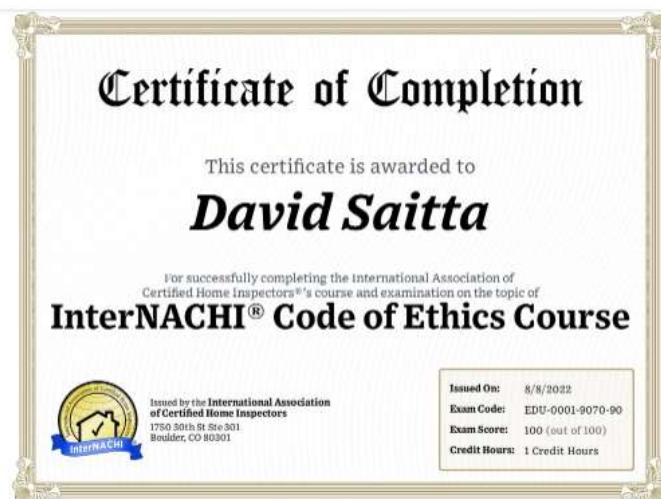 Certificate of Completion
This certificate is awarded to
David Saitta
For successfully completing the International Association of
Certified Home Inspectors®'s course and examination on the topic of
InterNACHI® Code of Ethics Course
InterNACHI
Issued by the International Association
of Certified Home Inspectors
1750 30th St Ste 301
Boulder, CO 80301
Issued On: 8/8/2022
Exam Code: EDU-0001-9070-90
Exam Score: 100 (out of 100)
Credit Hours: 1 Credit Hours